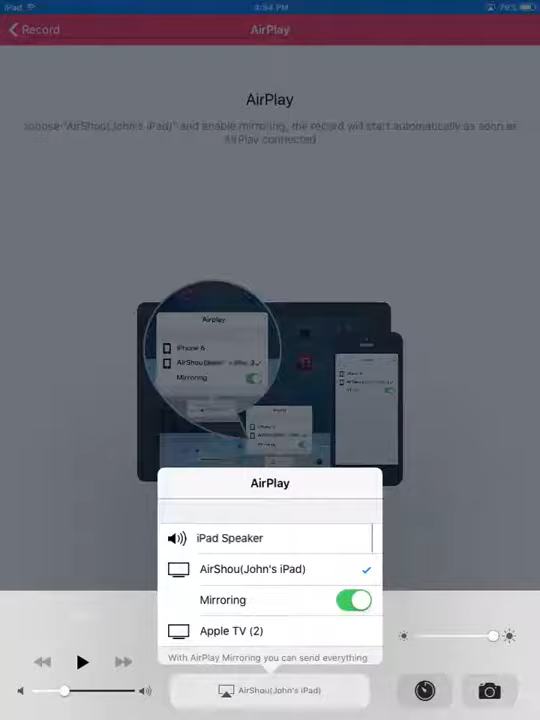 iPad
4:54 PM
79%
Record
AirPlay
AirPlay
choose "AirShou(John's iPad)" and enable mirroring, the record will start automatically as soon as
AirPlay connected
Airplay
iPhone 6
Mirroring
AirPlay
iPad Speaker
AirShou(John's iPad)
Mirroring
Apple TV (2)
With AirPlay Mirroring you can send everything
AirShou(John's iPad)